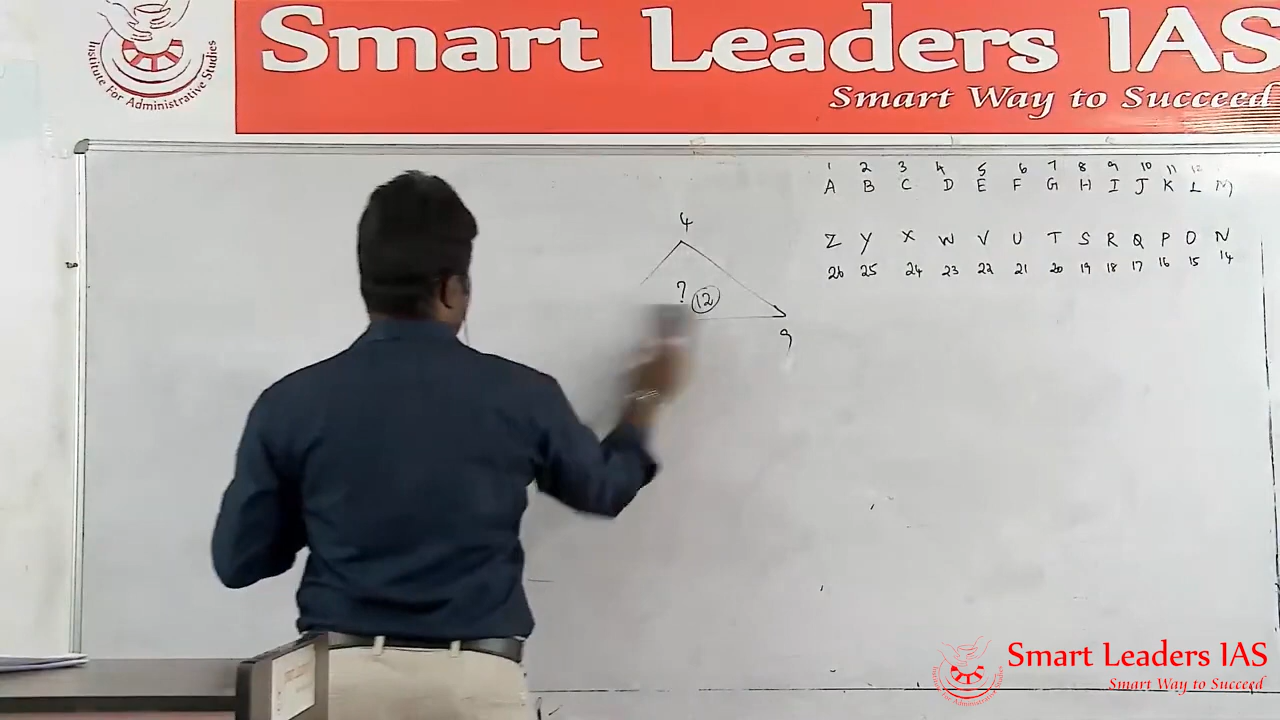 Smart Leaders IAS
Smart Way to Succeed
Institute For Administrative Studies
1 2 3 4 5 6 7 8 9 10 11 12
A B C D E F G H I J K L M
Z Y X W V U T S R Q P O N
26 25 24 23 22 21 20 19 18 17 16 15 14
4
? 12
9
Smart Leaders IAS
Smart Way to Succeed